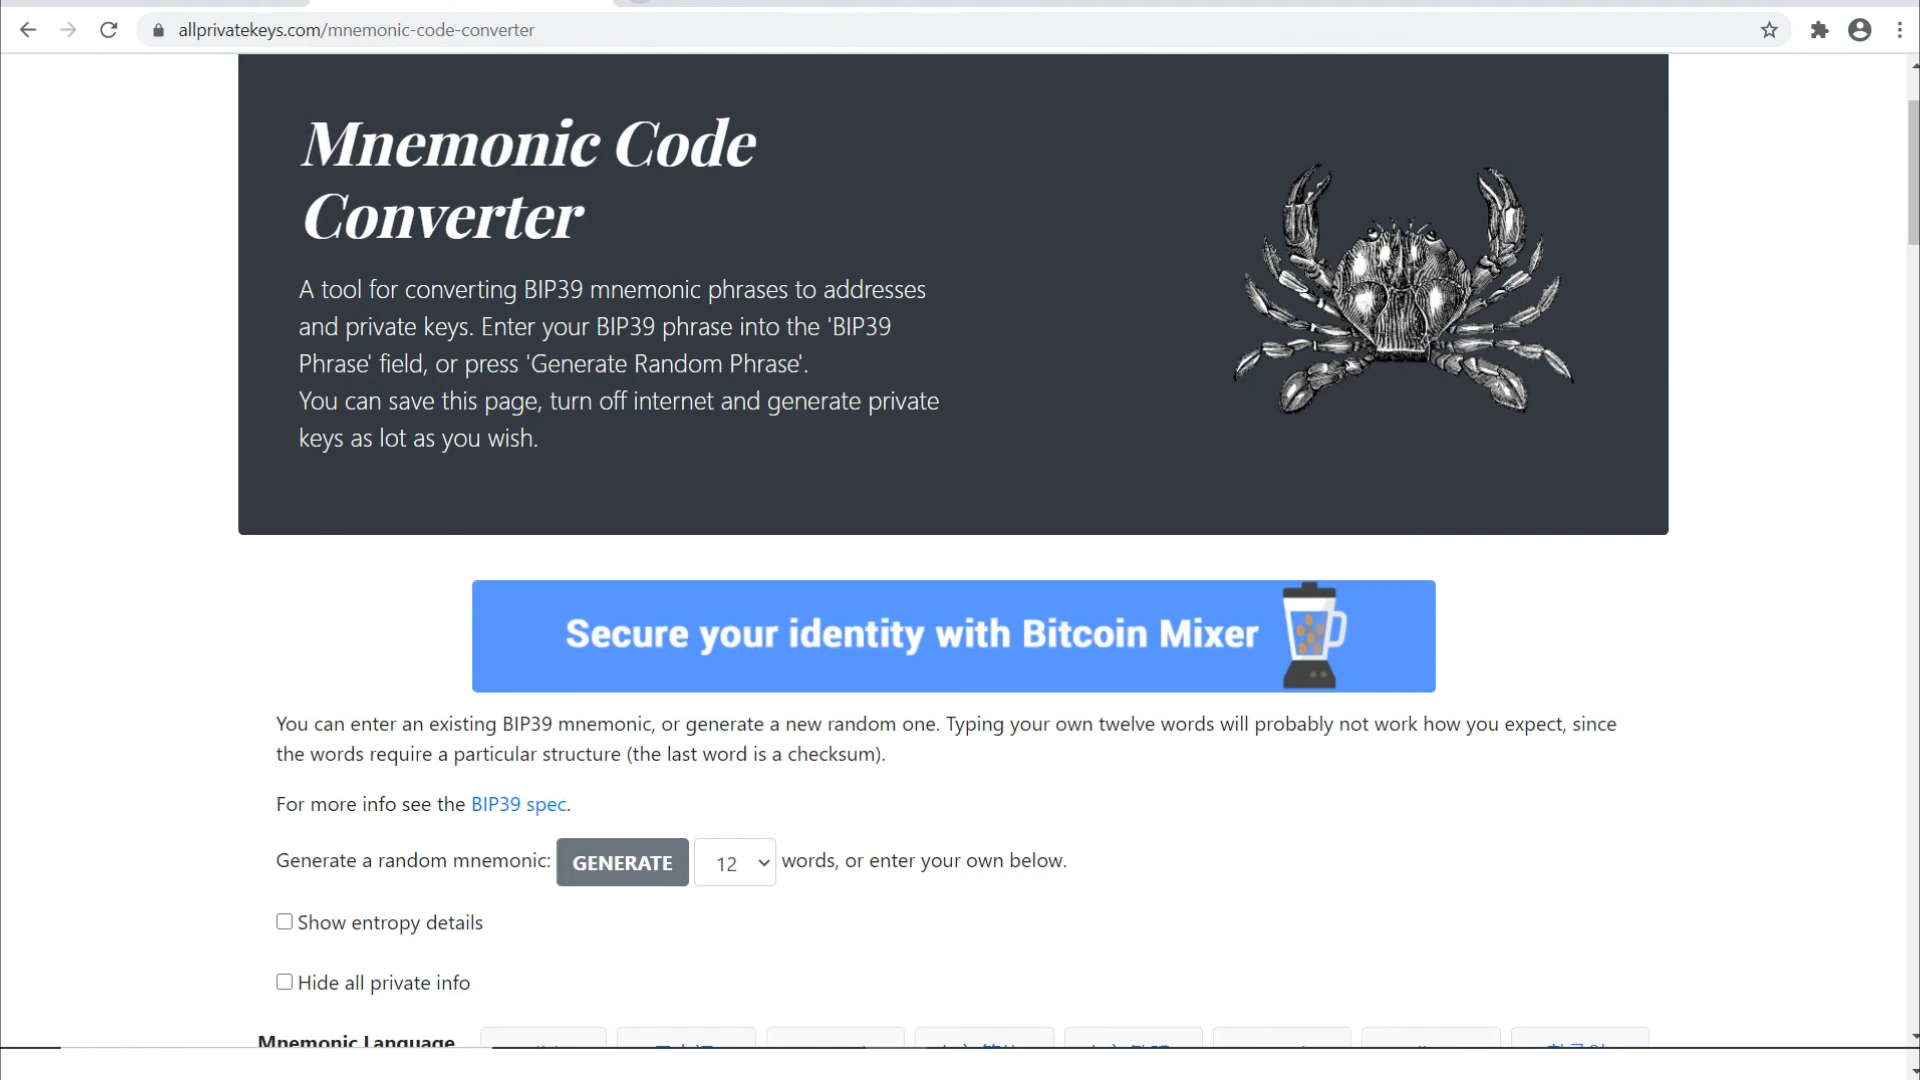 allprivatekeys.com/mnemonic-code-converter
Mnemonic Code
Converter
A tool for converting BIP39 mnemonic phrases to addresses
and private keys. Enter your BIP39 phrase into the 'BIP39
Phrase' field, or press 'Generate Random Phrase'.
You can save this page, turn off internet and generate private
keys as lot as you wish.
Secure your identity with Bitcoin Mixer
You can enter an existing BIP39 mnemonic, or generate a new random one. Typing your own twelve words will probably not work how you expect, since
the words require a particular structure (the last word is a checksum).
For more info see the BIP39 spec.
Generate a random mnemonic: GENERATE 12 words, or enter your own below.
Show entropy details
Hide all private info
Mnemonic Language